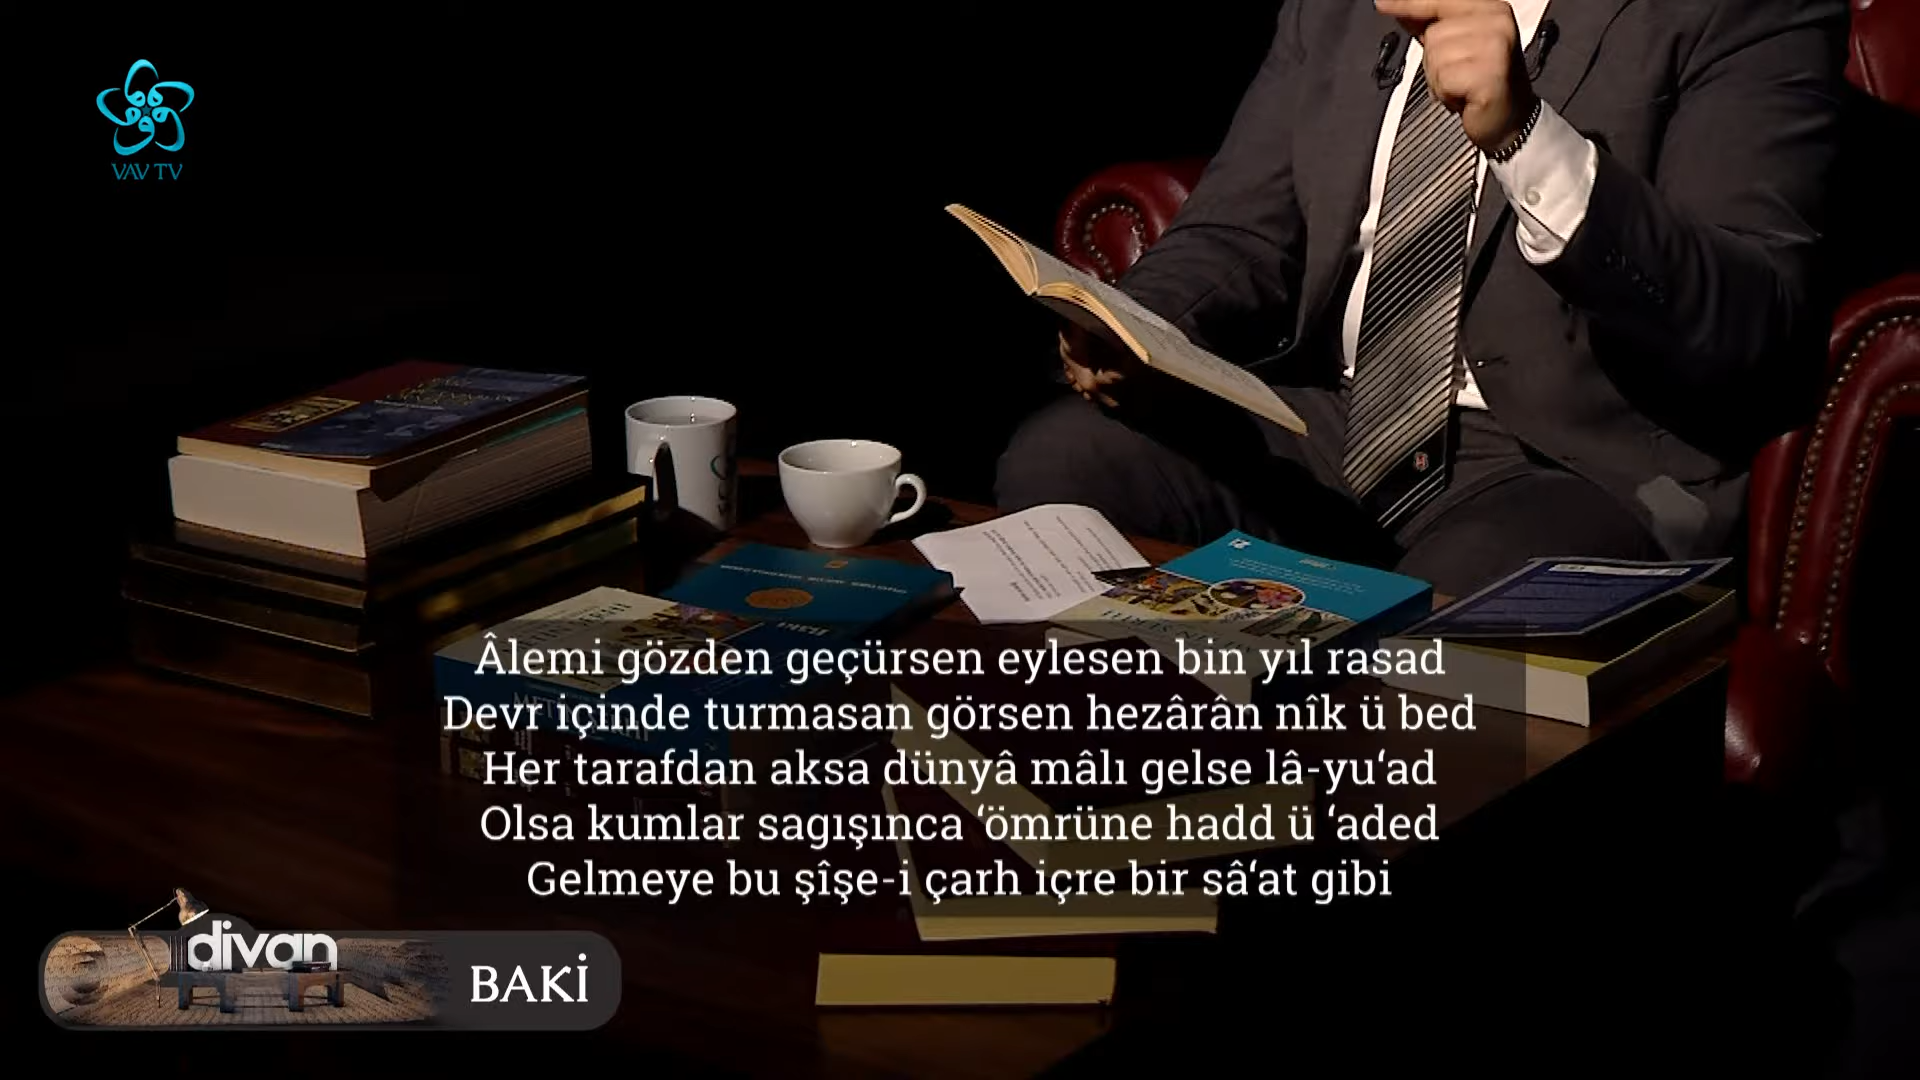 VAV TV
Âlemi gözden geçürsen eylesen bin yıl rasad
Devr içinde turmasan görsen hezârân nîk ü bed
Her tarafdan aksa dünyâ mâlı gelse lâ-yu‘ad
Olsa kumlar sagışınca ‘ömrüne hadd ü ‘aded
Gelmeye bu şîşe-i çarh içre bir sâ‘at gibi
divan
BAKİ